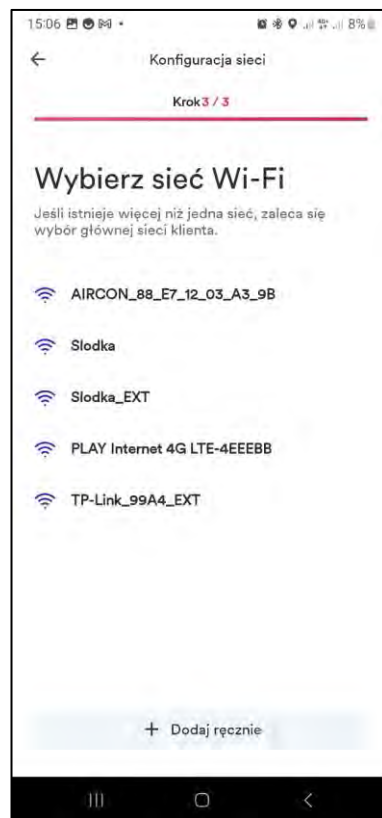 15:06
8%
Konfiguracja sieci
Krok 3 / 3
Wybierz sieć Wi-Fi
Jeśli istnieje więcej niż jedna sieć, zaleca się
wybór głównej sieci klienta.
AIRCON_88_E7_12_03_A3_9B
Slodka
Slodka_EXT
PLAY Internet 4G LTE-4EEEBB
TP-Link_99A4_EXT
+ Dodaj ręcznie